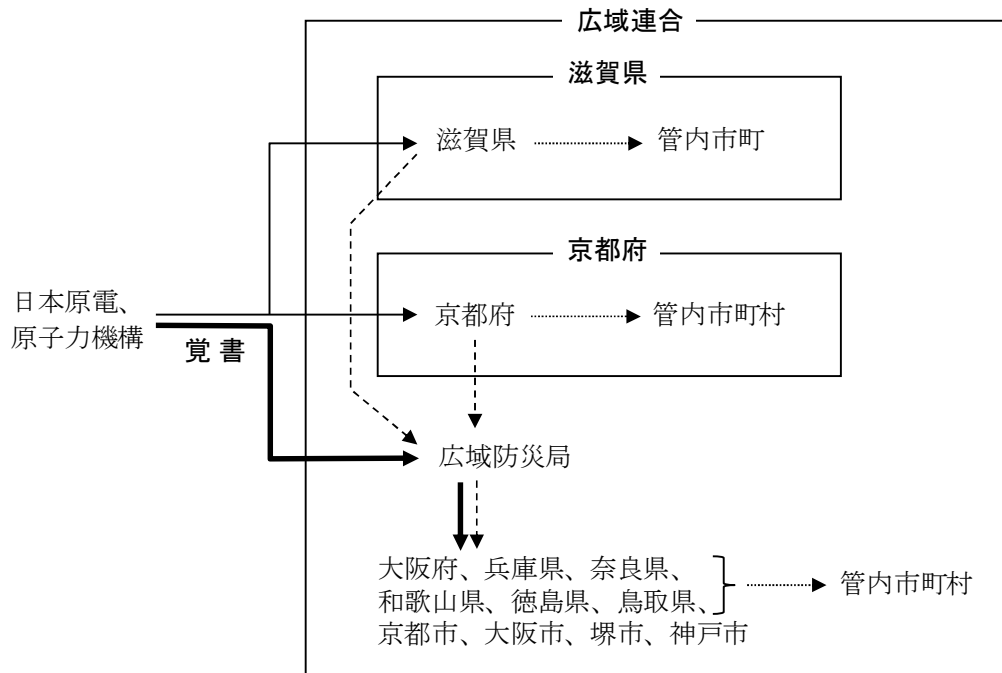 広域連合
滋賀県
滋賀県
管内市町
京都府
日本原電、
原子力機構
京都府
管内市町村
覚書
広域防災局
大阪府、兵庫県、奈良県、
和歌山県、徳島県、鳥取県、
京都市、大阪市、堺市、神戸市
管内市町村